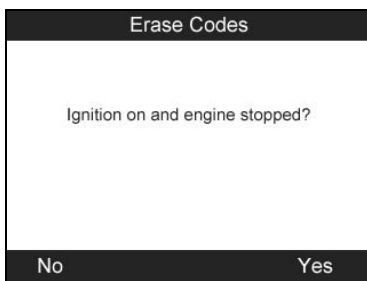 Erase Codes
Ignition on and engine stopped?
No Yes